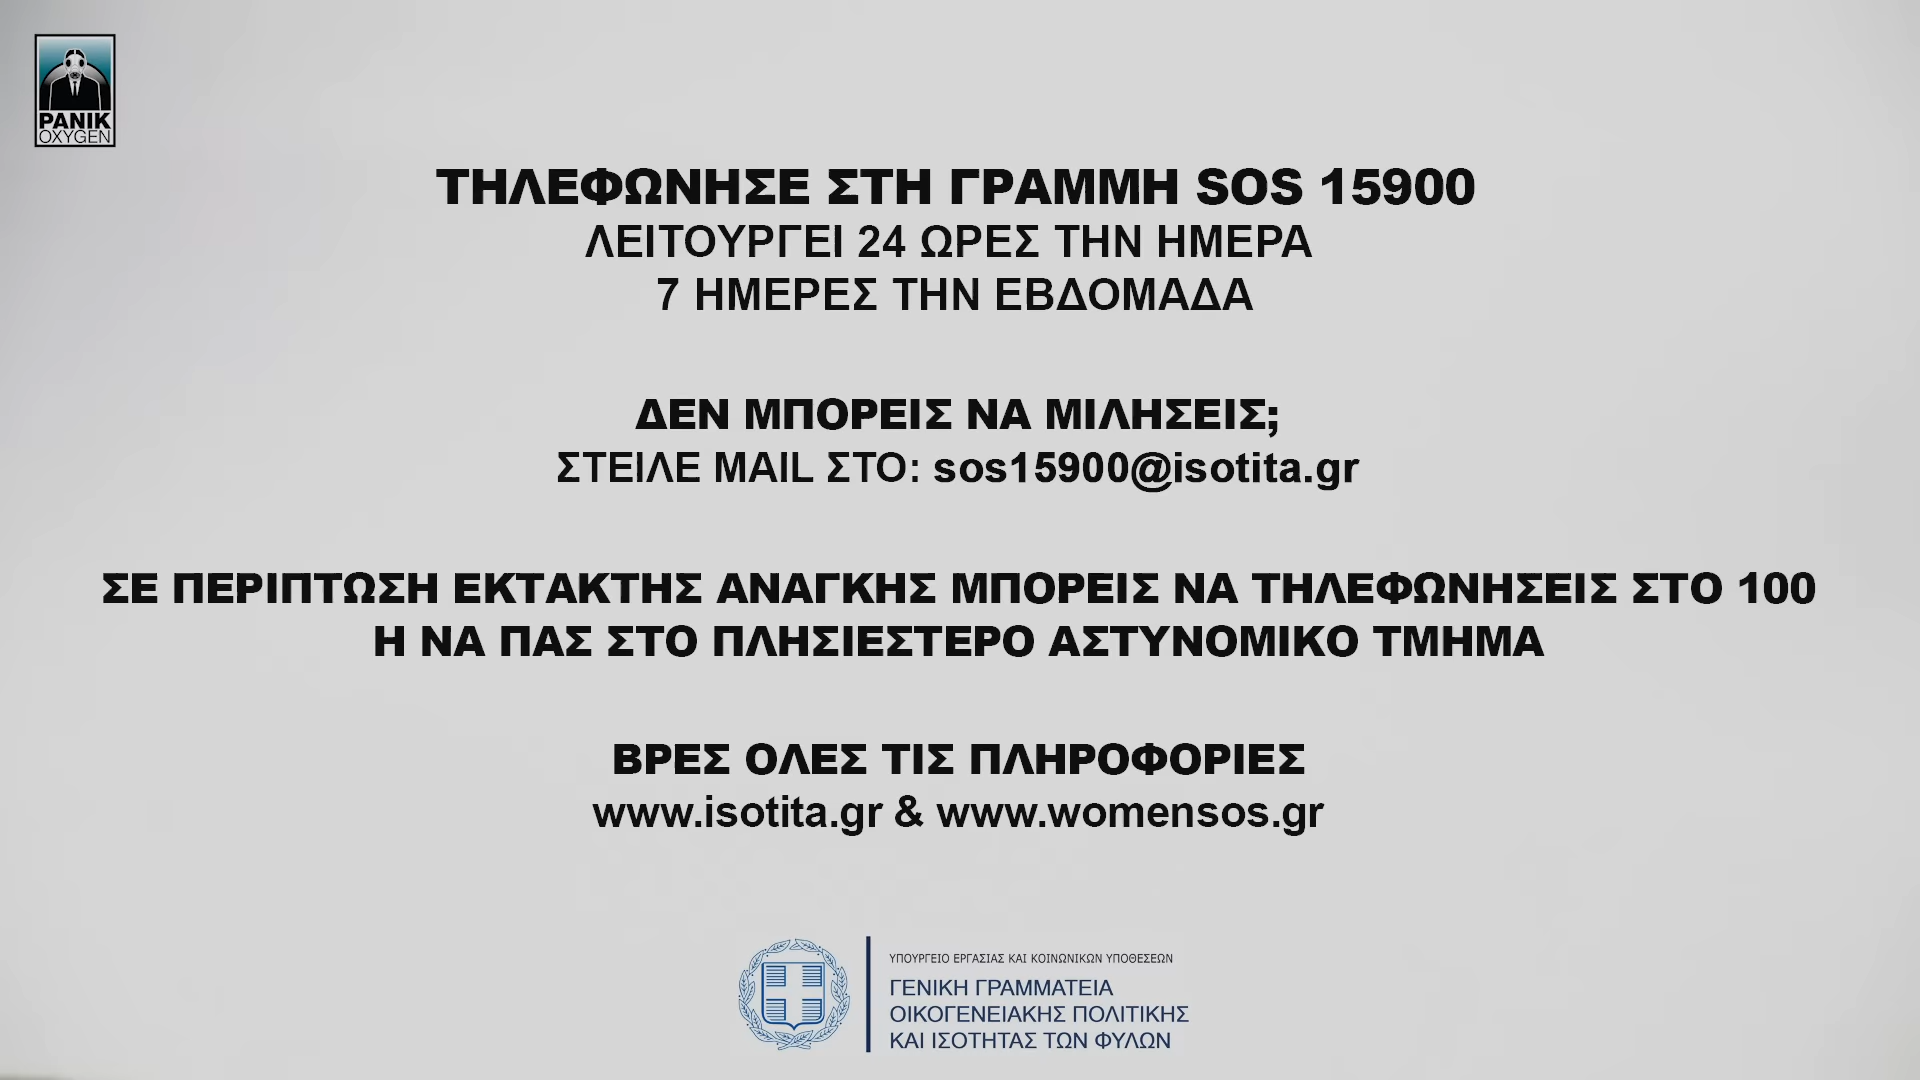 PANIK
OXYGEN
ΤΗΛΕΦΩΝΗΣΕ ΣΤΗ ΓΡΑΜΜΗ SOS 15900
ΛΕΙΤΟΥΡΓΕΙ 24 ΩΡΕΣ ΤΗΝ ΗΜΕΡΑ
7 ΗΜΕΡΕΣ ΤΗΝ ΕΒΔΟΜΑΔΑ
ΔΕΝ ΜΠΟΡΕΙΣ ΝΑ ΜΙΛΗΣΕΙΣ;
ΣΤΕΙΛΕ MAIL ΣΤΟ: sos15900@isotita.gr
ΣΕ ΠΕΡΙΠΤΩΣΗ ΕΚΤΑΚΤΗΣ ΑΝΑΓΚΗΣ ΜΠΟΡΕΙΣ ΝΑ ΤΗΛΕΦΩΝΗΣΕΙΣ ΣΤΟ 100
Η ΝΑ ΠΑΣ ΣΤΟ ΠΛΗΣΙΕΣΤΕΡΟ ΑΣΤΥΝΟΜΙΚΟ ΤΜΗΜΑ
ΒΡΕΣ ΟΛΕΣ ΤΙΣ ΠΛΗΡΟΦΟΡΙΕΣ
www.isotita.gr & www.womensos.gr
ΥΠΟΥΡΓΕΙΟ ΕΡΓΑΣΙΑΣ ΚΑΙ ΚΟΙΝΩΝΙΚΩΝ ΥΠΟΘΕΣΕΩΝ
ΓΕΝΙΚΗ ΓΡΑΜΜΑΤΕΙΑ
ΟΙΚΟΓΕΝΕΙΑΚΗΣ ΠΟΛΙΤΙΚΗΣ
ΚΑΙ ΙΣΟΤΗΤΑΣ ΤΩΝ ΦΥΛΩΝ